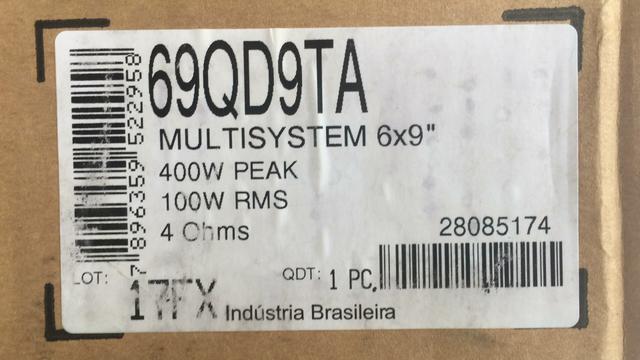 69QD9TA
7 896359 522958
MULTISYSTEM 6x9"
400W PEAK
100W RMS
4 Ohms
28085174
LOT: 17FX
QDT: 1 PC.
Indústria Brasileira